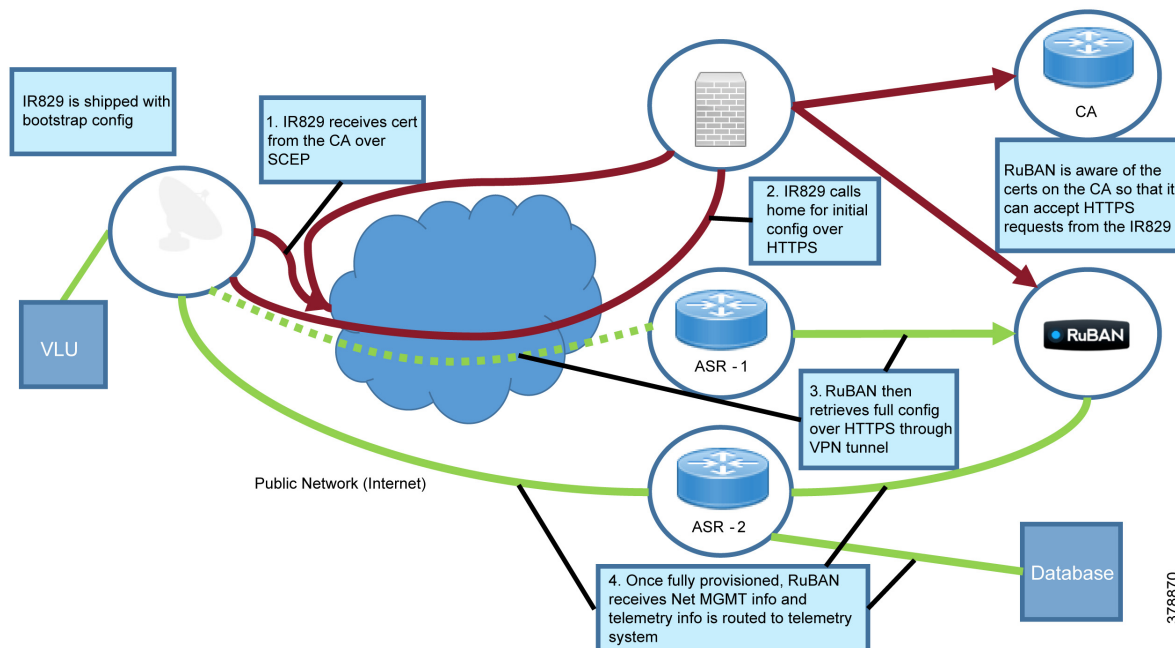 IR829 is shipped with
bootstrap config
1. IR829 receives cert
from the CA over
SCEP
CA
RuBAN is aware of the
certs on the CA so that it
can accept HTTPS
requests from the IR829
2. IR829 calls
home for initial
config over
HTTPS
VLU
ASR - 1
RuBAN
3. RuBAN then
retrieves full config
over HTTPS through
VPN tunnel
Public Network (Internet)
ASR - 2
4. Once fully provisioned, RuBAN
receives Net MGMT info and
telemetry info is routed to telemetry
system
Database
378870